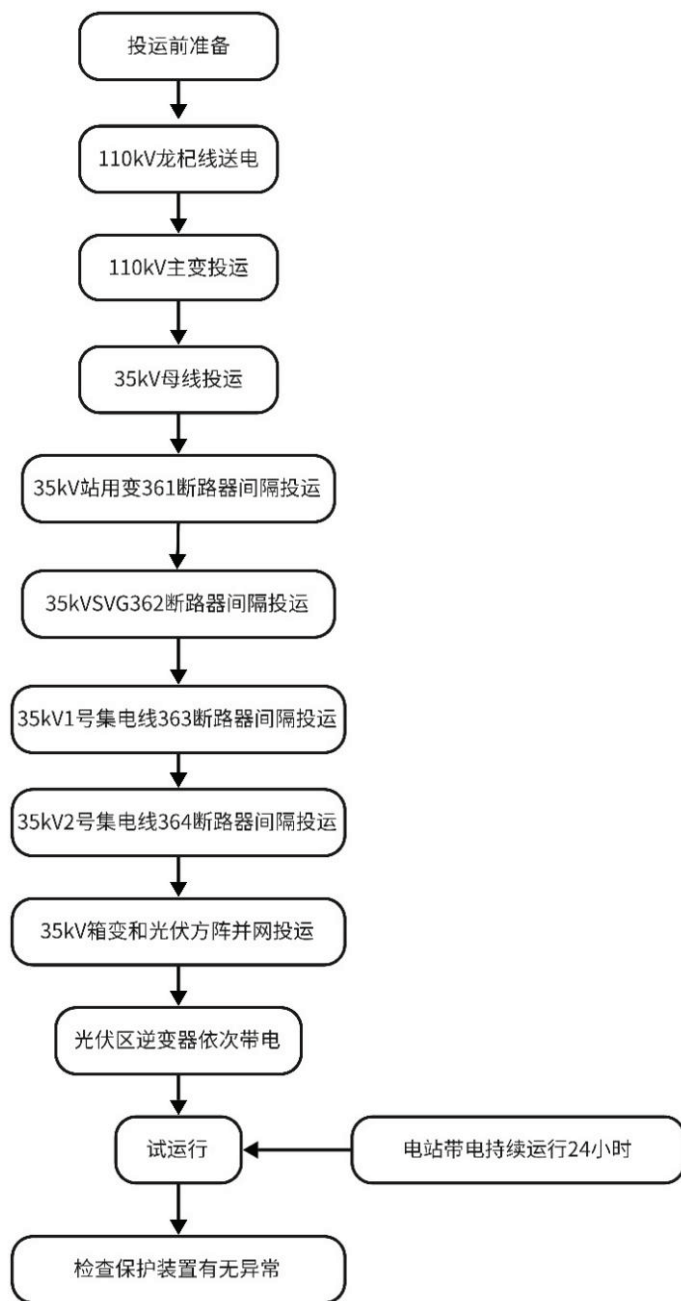 投运前准备
110kV龙杞线送电
110kV主变投运
35kV母线投运
35kV站用变361断路器间隔投运
35kVSVG362断路器间隔投运
35kV1号集电线363断路器间隔投运
35kV2号集电线364断路器间隔投运
35kV箱变和光伏方阵并网投运
光伏区逆变器依次带电
试运行
电站带电持续运行24小时
检查保护装置有无异常